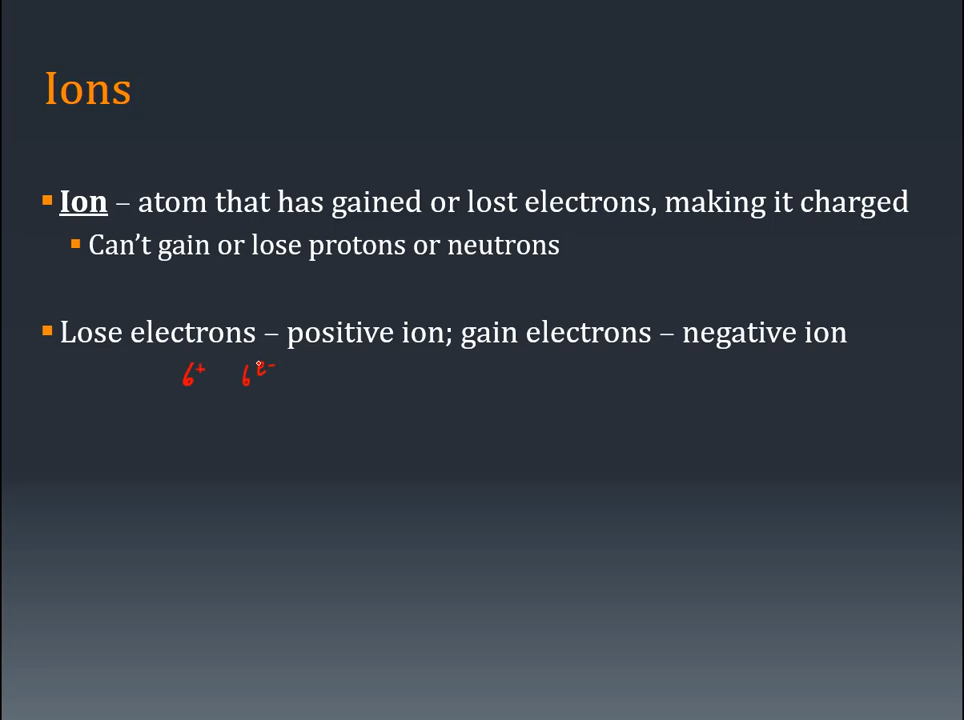 Ions
Ion – atom that has gained or lost electrons, making it charged
Can't gain or lose protons or neutrons
Lose electrons – positive ion; gain electrons – negative ion
6⁺ 6e⁻